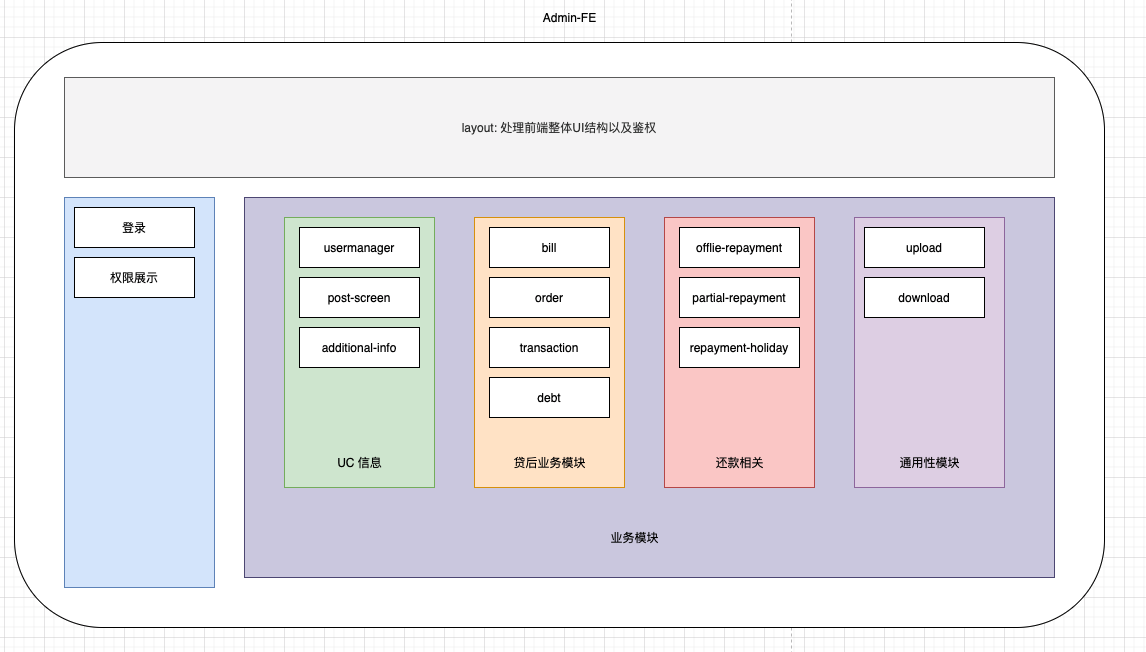 Admin-FE
layout: 处理前端整体UI结构以及鉴权
登录
权限展示
usermanager
post-screen
additional-info
UC 信息
bill
order
transaction
debt
贷后业务模块
offlie-repayment
partial-repayment
repayment-holiday
还款相关
upload
download
通用性模块
业务模块